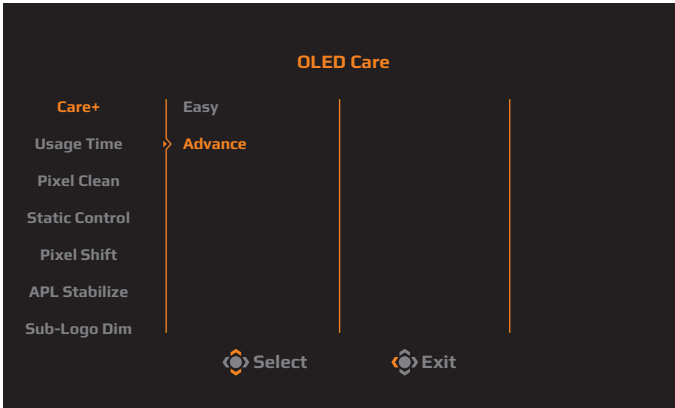 OLED Care
Care+
Easy
Usage Time
Advance
Pixel Clean
Static Control
Pixel Shift
APL Stabilize
Sub-Logo Dim
Select
Exit